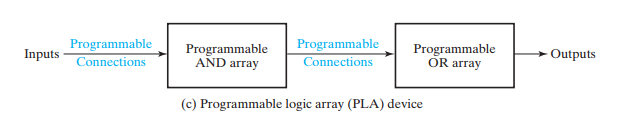 Inputs
Programmable
Connections
Programmable
AND array
Programmable
Connections
Programmable
OR array
Outputs
(c) Programmable logic array (PLA) device